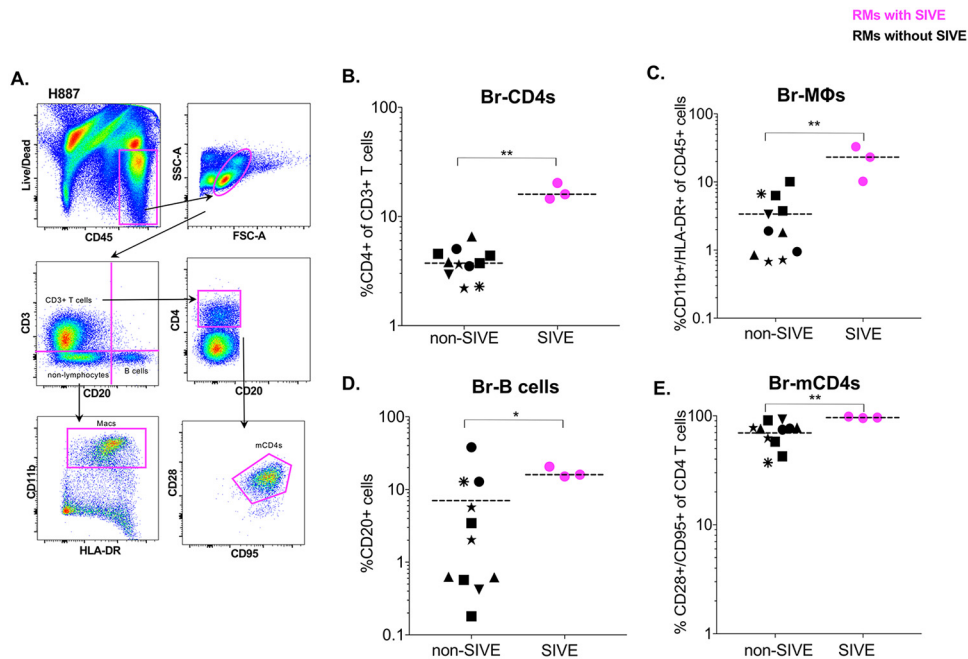 RMs with SIVE
RMs without SIVE
A.
H887
Live/Dead
CD45
SSC-A
FSC-A
CD3
CD3+ T cells
non-lymphocytes
B cells
CD20
CD4
CD20
Macs
CD11b
HLA-DR
mCD4s
CD28
CD95
B.
Br-CD4s
%CD4+ of CD3+ T cells
100
10
1
**
non-SIVE
SIVE
C.
Br-MΦs
%CD11b+/HLA-DR+ of CD45+ cells
100
10
1
0.1
**
non-SIVE
SIVE
D.
Br-B cells
%CD20+ cells
100
10
1
0.1
*
non-SIVE
SIVE
E.
Br-mCD4s
% CD28+/CD95+ of CD4 T cells
100
10
1
**
non-SIVE
SIVE